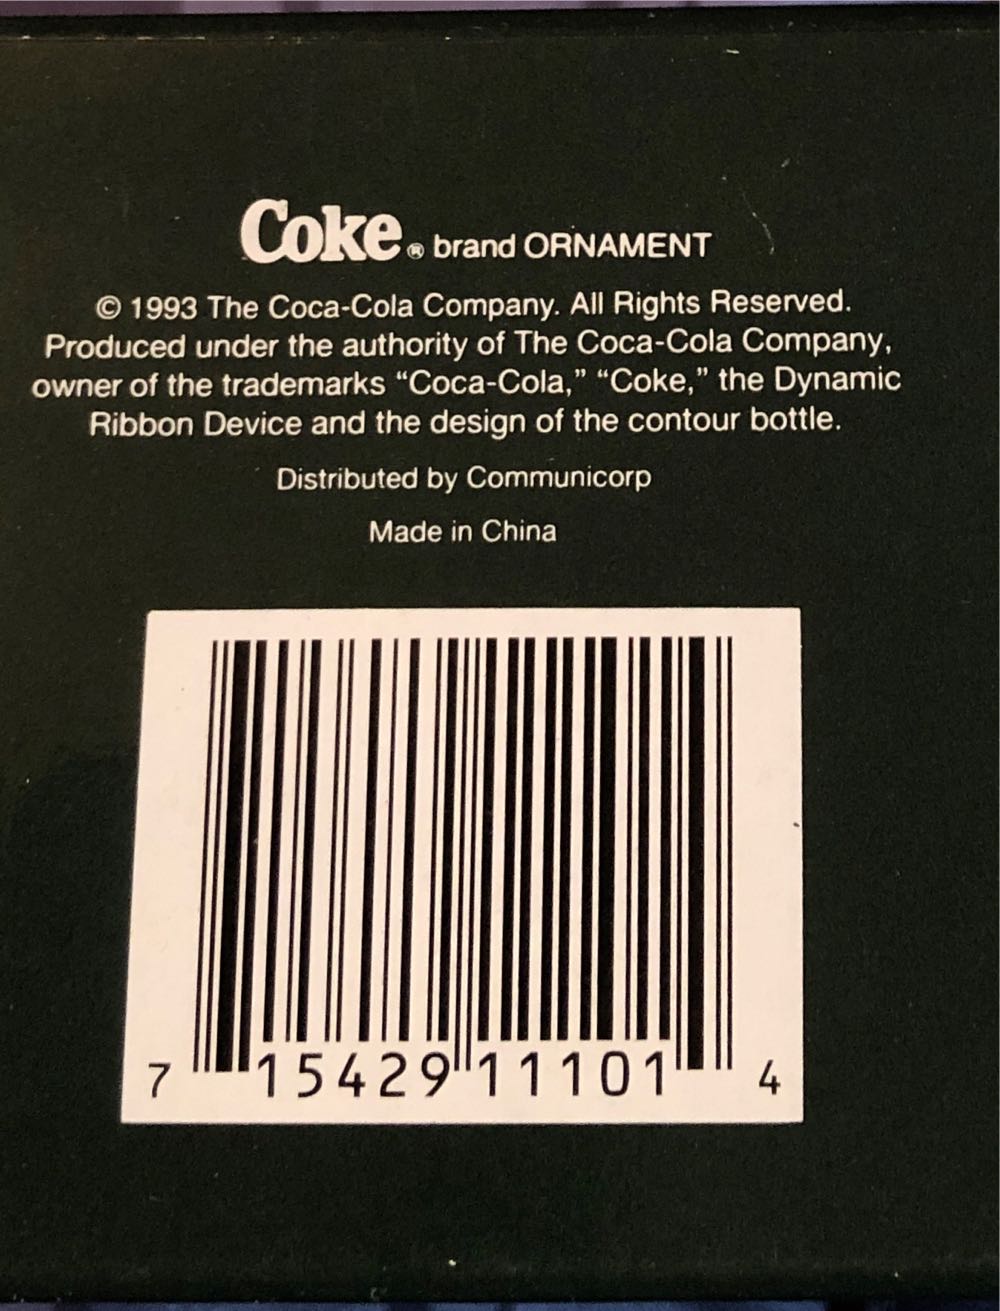 Coke® brand ORNAMENT
© 1993 The Coca-Cola Company. All Rights Reserved.
Produced under the authority of The Coca-Cola Company,
owner of the trademarks “Coca-Cola,” “Coke,” the Dynamic
Ribbon Device and the design of the contour bottle.
Distributed by Communicorp
Made in China
7 15429 11101 4